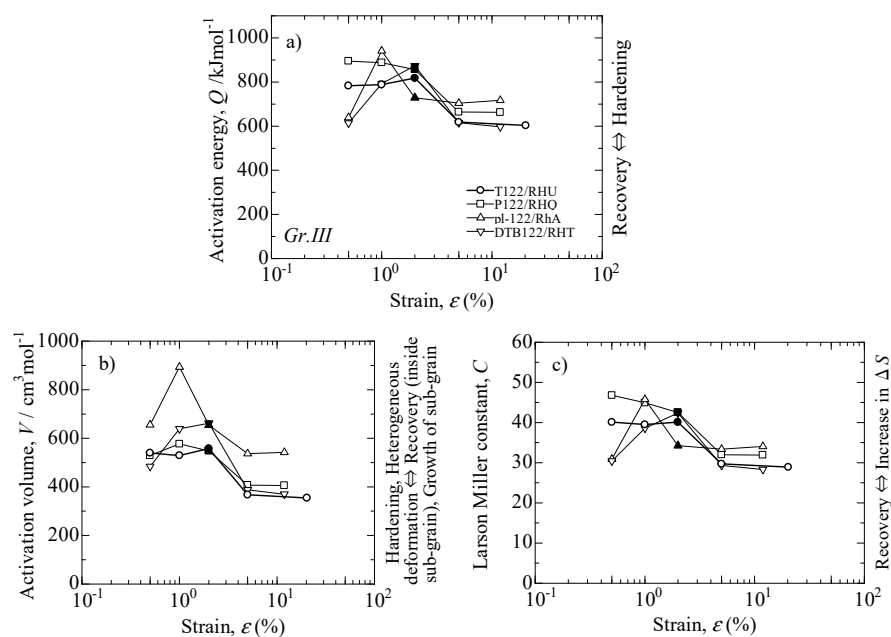 a)
1000
800
600
400
200
0
Activation energy, Q /kJmol-1
T122/RHU
P122/RHQ
pl-122/RhA
DTB122/RHT
Gr.III
10-1 100 101 102
Strain, ε (%)
Recovery ⇔ Hardening
b)
1000
800
600
400
200
0
Activation volume, V / cm3mol-1
10-1 100 101 102
Strain, ε (%)
Hardening, Heterogeneous
deformation ⇔ Recovery (inside
sub-grain), Growth of sub-grain
c)
60
50
40
30
20
10
0
Larson Miller constant, C
10-1 100 101 102
Strain, ε (%)
Recovery ⇔ Increase in ΔS